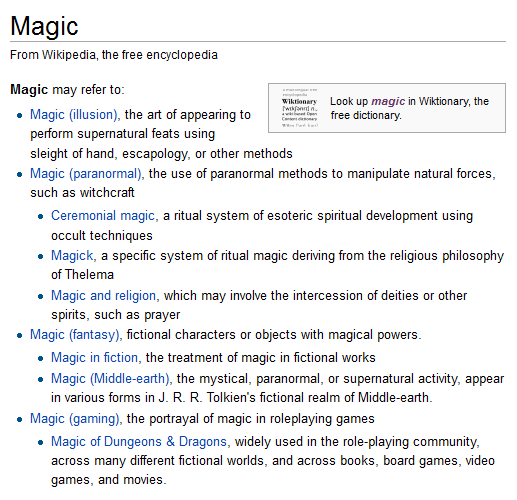 Magic
From Wikipedia, the free encyclopedia
Magic may refer to:
Wiktionary
['wɪkʃənrɪ] n.,
a wiki-based Open
Content dictionary
Look up magic in Wiktionary, the
free dictionary.
Magic (illusion), the art of appearing to
perform supernatural feats using
sleight of hand, escapology, or other methods
Magic (paranormal), the use of paranormal methods to manipulate natural forces,
such as witchcraft
Ceremonial magic, a ritual system of esoteric spiritual development using
occult techniques
Magick, a specific system of ritual magic deriving from the religious philosophy
of Thelema
Magic and religion, which may involve the intercession of deities or other
spirits, such as prayer
Magic (fantasy), fictional characters or objects with magical powers.
Magic in fiction, the treatment of magic in fictional works
Magic (Middle-earth), the mystical, paranormal, or supernatural activity, appear
in various forms in J. R. R. Tolkien's fictional realm of Middle-earth.
Magic (gaming), the portrayal of magic in roleplaying games
Magic of Dungeons & Dragons, widely used in the role-playing community,
across many different fictional worlds, and across books, board games, video
games, and movies.